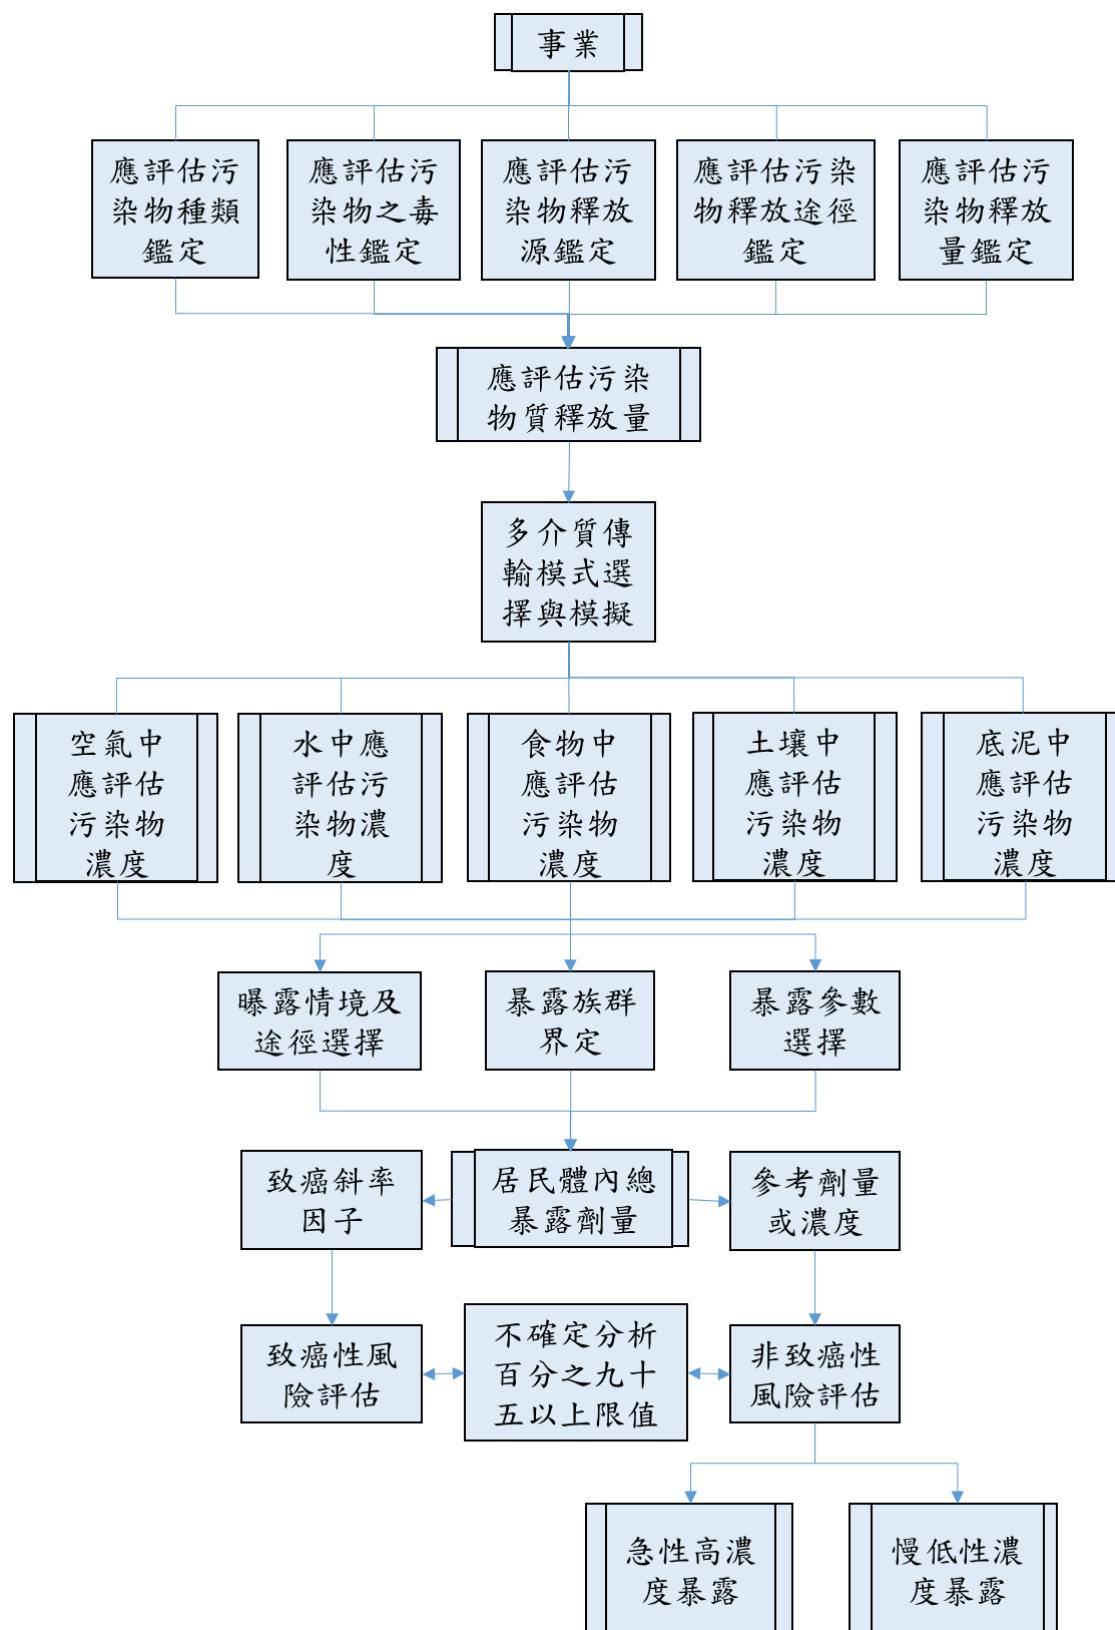 事業
應評估污
染物種類
鑑定
應評估污
染物之毒
性鑑定
應評估污
染物釋放
源鑑定
應評估污染
物釋放途徑
鑑定
應評估污
染物釋放
量鑑定
應評估污染
物質釋放量
多介質傳
輸模式選
擇與模擬
空氣中
應評估
污染物
濃度
水中應
評估污
染物濃
度
食物中
應評估
污染物
濃度
土壤中
應評估
污染物
濃度
底泥中
應評估
污染物
濃度
曝露情境及
途徑選擇
暴露族群
界定
暴露參數
選擇
致癌斜率
因子
居民體內總
暴露劑量
參考劑量
或濃度
致癌性風
險評估
不確定分析
百分之九十
五以上限值
非致癌性
風險評估
急性高濃
度暴露
慢低性濃
度暴露